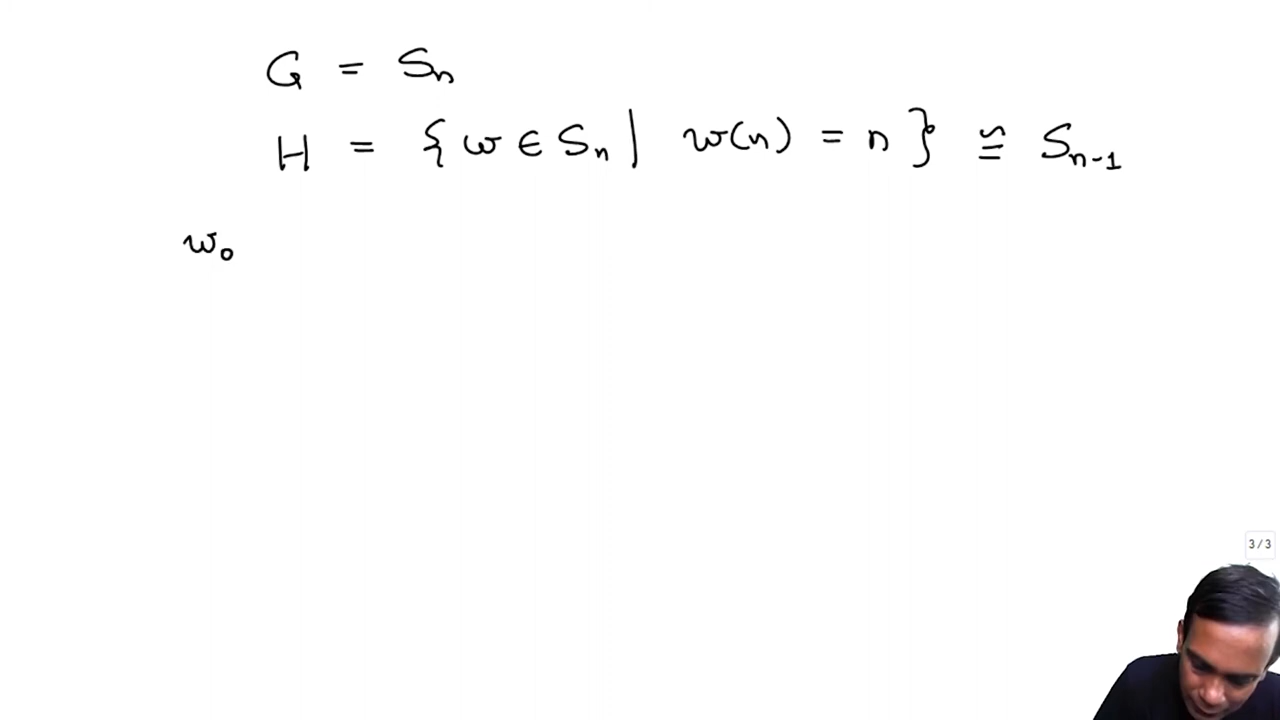 G = Sₙ
H = { w ∈ Sₙ | w(n) = n } ≅ Sₙ₋₁
w₀
3/3